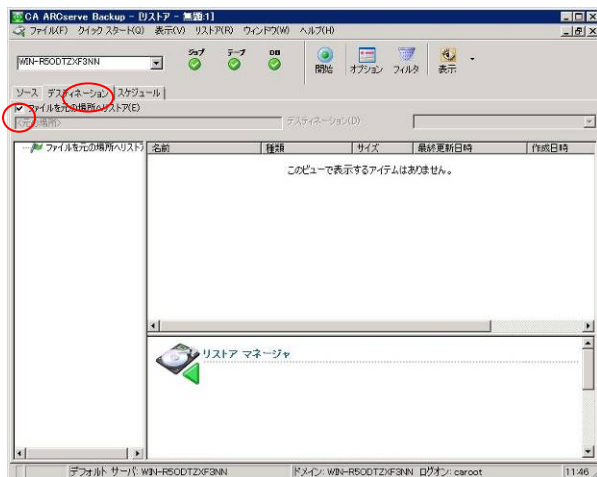 CA ARCserve Backup - [リストア - 無題:1]
ファイル(F) クイック スタート(Q) 表示(V) リストア(R) ウィンドウ(W) ヘルプ(H)
ジョブ テープ DB
WIN-R5ODTZXF3NN
開始 オプション フィルタ 表示
ソース デスティネーション スケジュール
ファイルを元の場所へリストア(E)
<元の場所> デスティネーション(D)
ファイルを元の場所へリストア
名前 種類 サイズ 最終更新日時 作成日時
このビューで表示するアイテムはありません。
リストア マネージャ
デフォルト サーバ: WIN-R5ODTZXF3NN ドメイン: WIN-R5ODTZXF3NN ログオン: caroot 11:46